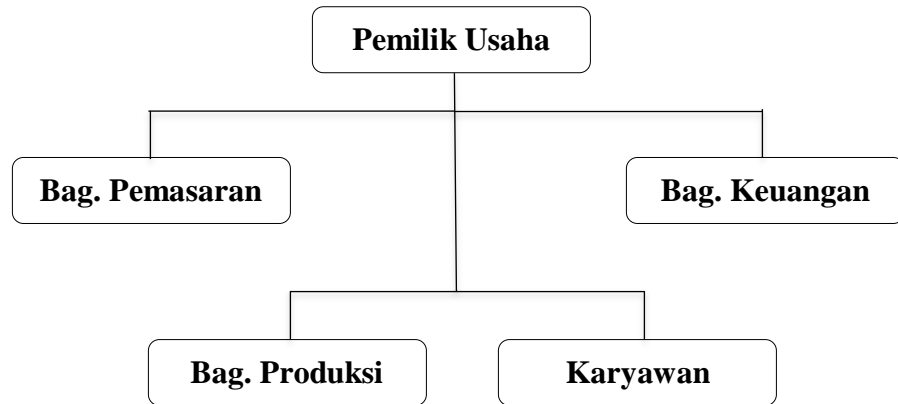 Pemilik Usaha
Bag. Pemasaran
Bag. Keuangan
Bag. Produksi
Karyawan